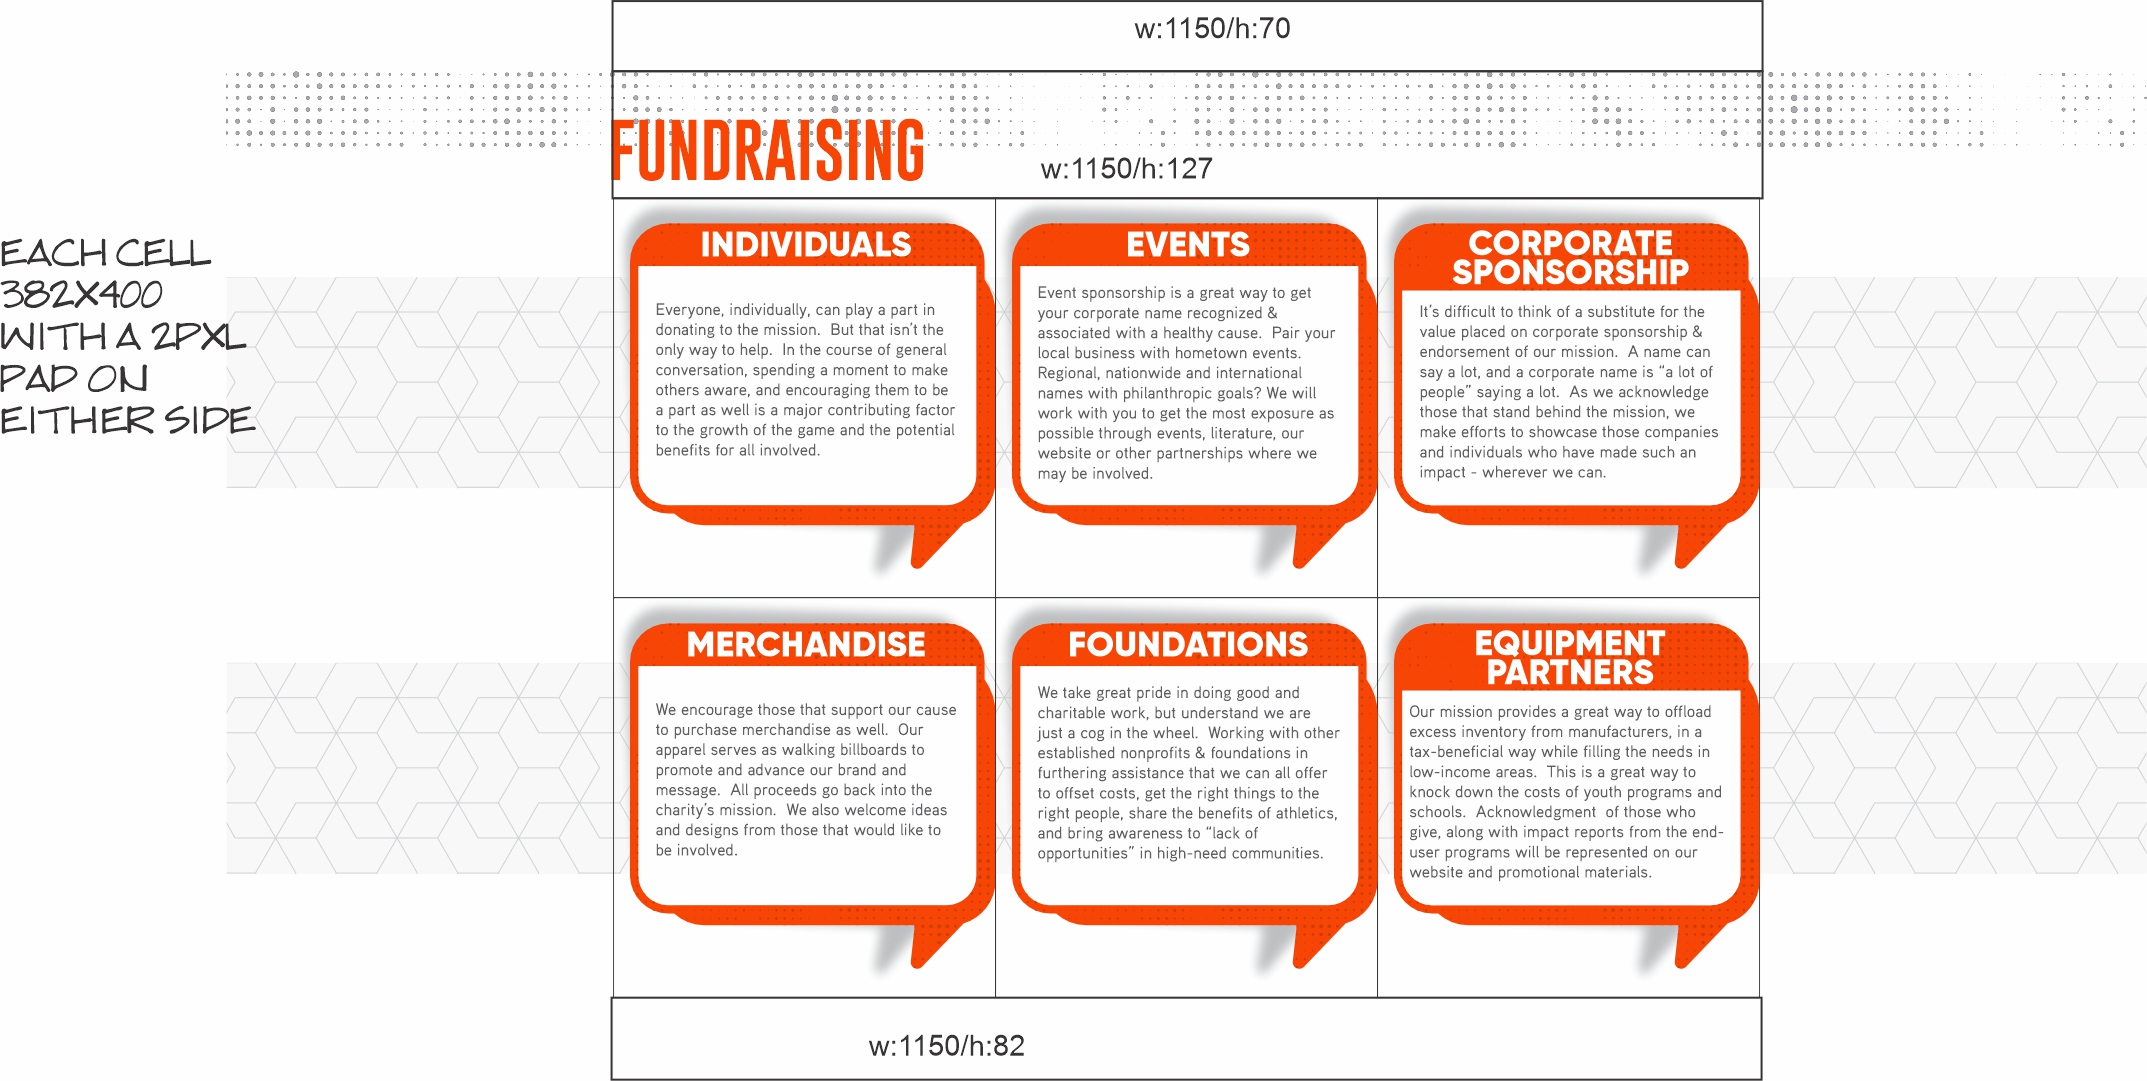 w:1150/h:70
FUNDRAISING
w:1150/h:127
EACH CELL
382X400
WITH A 2PXL
PAD ON
EITHER SIDE
INDIVIDUALS
Everyone, individually, can play a part in
donating to the mission.  But that isn't the
only way to help.  In the course of general
conversation, spending a moment to make
others aware, and encouraging them to be
a part as well is a major contributing factor
to the growth of the game and the potential
benefits for all involved.
EVENTS
Event sponsorship is a great way to get
your corporate name recognized &
associated with a healthy cause.  Pair your
local business with hometown events.
Regional, nationwide and international
names with philanthropic goals? We will
work with you to get the most exposure as
possible through events, literature, our
website or other partnerships where we
may be involved.
CORPORATE
SPONSORSHIP
It's difficult to think of a substitute for the
value placed on corporate sponsorship &
endorsement of our mission.  A name can
say a lot, and a corporate name is “a lot of
people” saying a lot.  As we acknowledge
those that stand behind the mission, we
make efforts to showcase those companies
and individuals who have made such an
impact - wherever we can.
MERCHANDISE
We encourage those that support our cause
to purchase merchandise as well.  Our
apparel serves as walking billboards to
promote and advance our brand and
message.  All proceeds go back into the
charity's mission.  We also welcome ideas
and designs from those that would like to
be involved.
FOUNDATIONS
We take great pride in doing good and
charitable work, but understand we are
just a cog in the wheel.  Working with other
established nonprofits & foundations in
furthering assistance that we can all offer
to offset costs, get the right things to the
right people, share the benefits of athletics,
and bring awareness to “lack of
opportunities” in high-need communities.
EQUIPMENT
PARTNERS
Our mission provides a great way to offload
excess inventory from manufacturers, in a
tax-beneficial way while filling the needs in
low-income areas.  This is a great way to
knock down the costs of youth programs and
schools.  Acknowledgment  of those who
give, along with impact reports from the end-
user programs will be represented on our
website and promotional materials.
w:1150/h:82